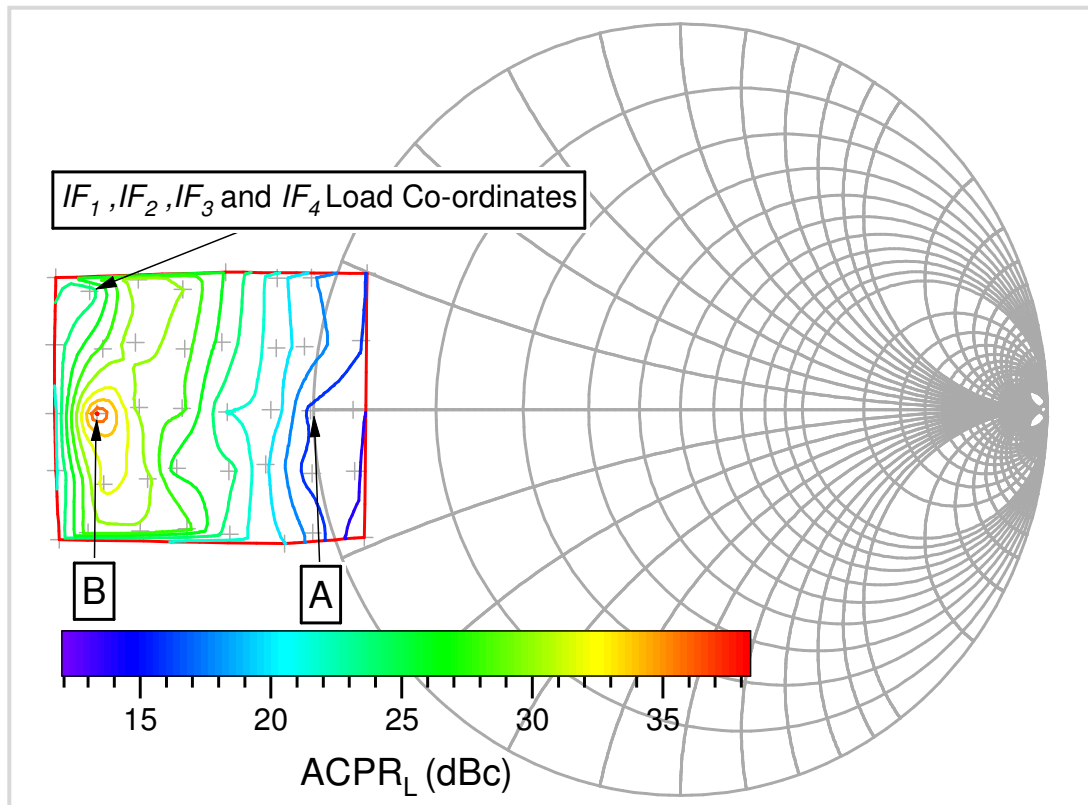 IF1 ,IF2 ,IF3 and IF4 Load Co-ordinates
B
A
15 20 25 30 35
ACPRL (dBc)